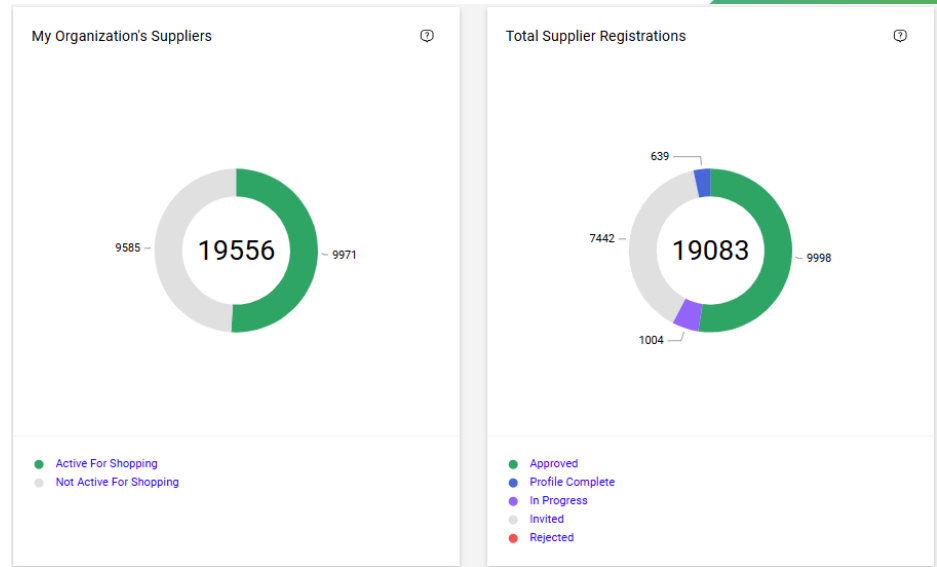 My Organization's Suppliers
?
9585
19556
9971
Active For Shopping
Not Active For Shopping
Total Supplier Registrations
?
639
7442
19083
9998
1004
Approved
Profile Complete
In Progress
Invited
Rejected